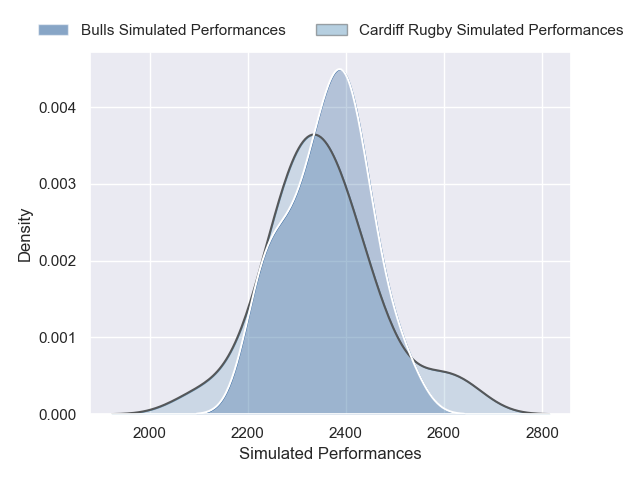 Bulls Simulated Performances
Cardiff Rugby Simulated Performances
0.004
0.003
0.002
0.001
0.000
Density
2000 2200 2400 2600 2800
Simulated Performances